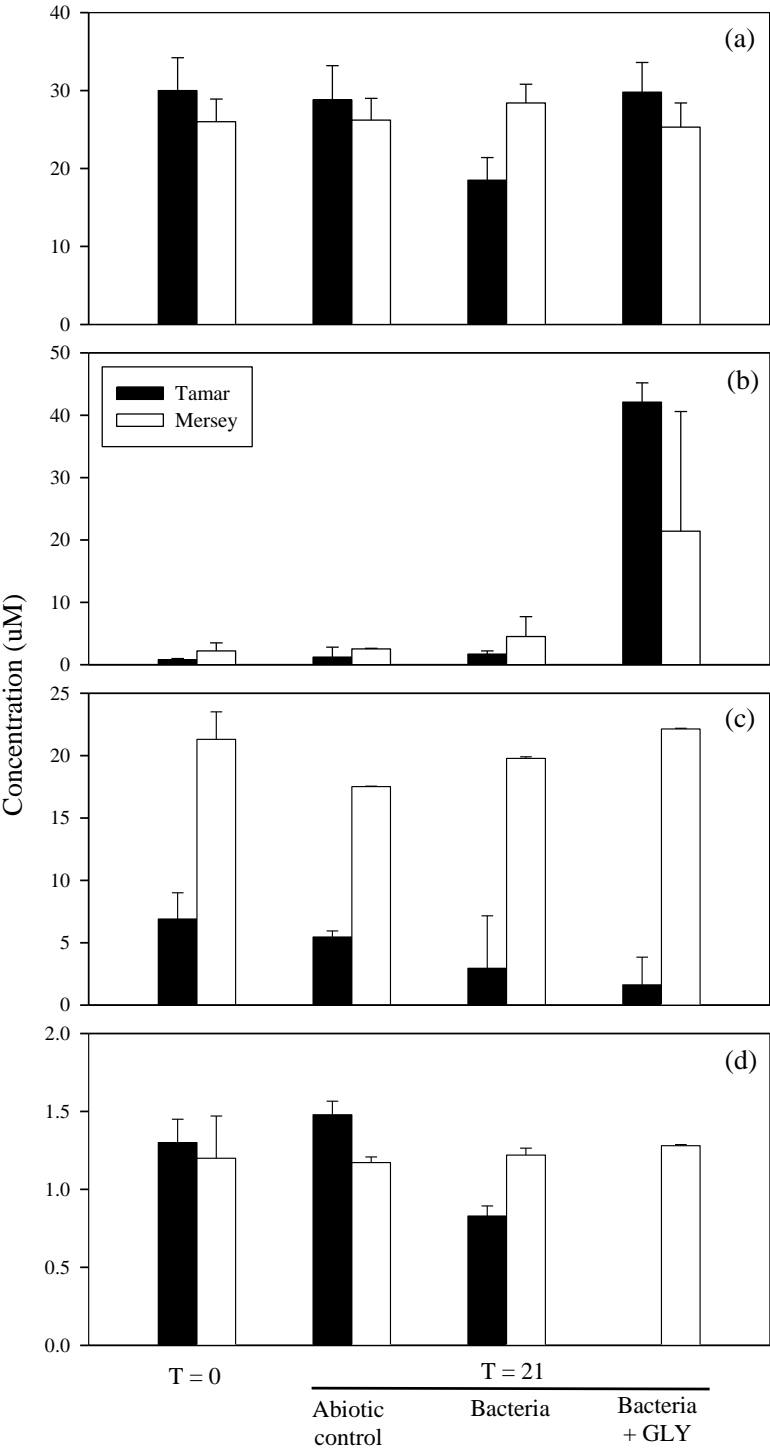 Concentration (uM)
40
30
20
10
0
(a)
50
40
30
20
10
0
Tamar
Mersey
(b)
25
20
15
10
5
0
(c)
2.0
1.5
1.0
0.5
0.0
(d)
T = 0
T = 21
Abiotic
control
Bacteria
Bacteria
+ GLY